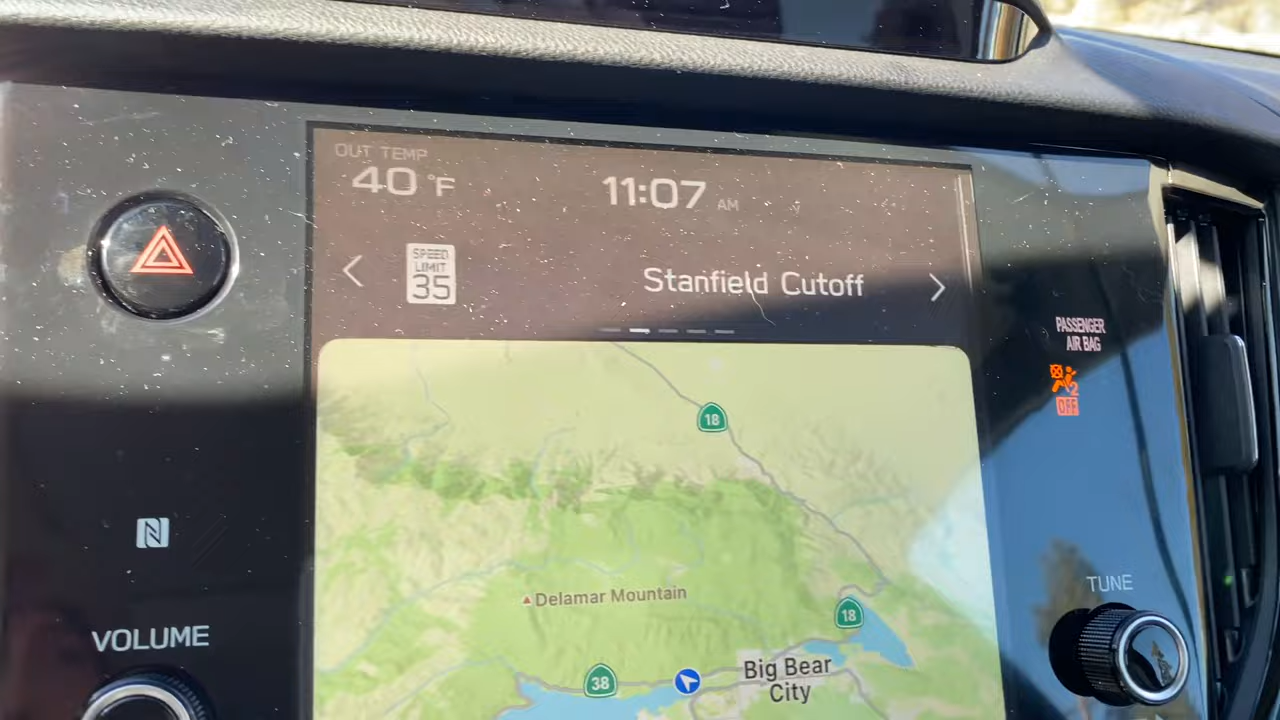 OUT TEMP
40 °F
11:07 AM
SPEED
LIMIT
35
Stanfield Cutoff
PASSENGER
AIR BAG
2
OFF
18
N
Delamar Mountain
18
TUNE
VOLUME
38
Big Bear
City